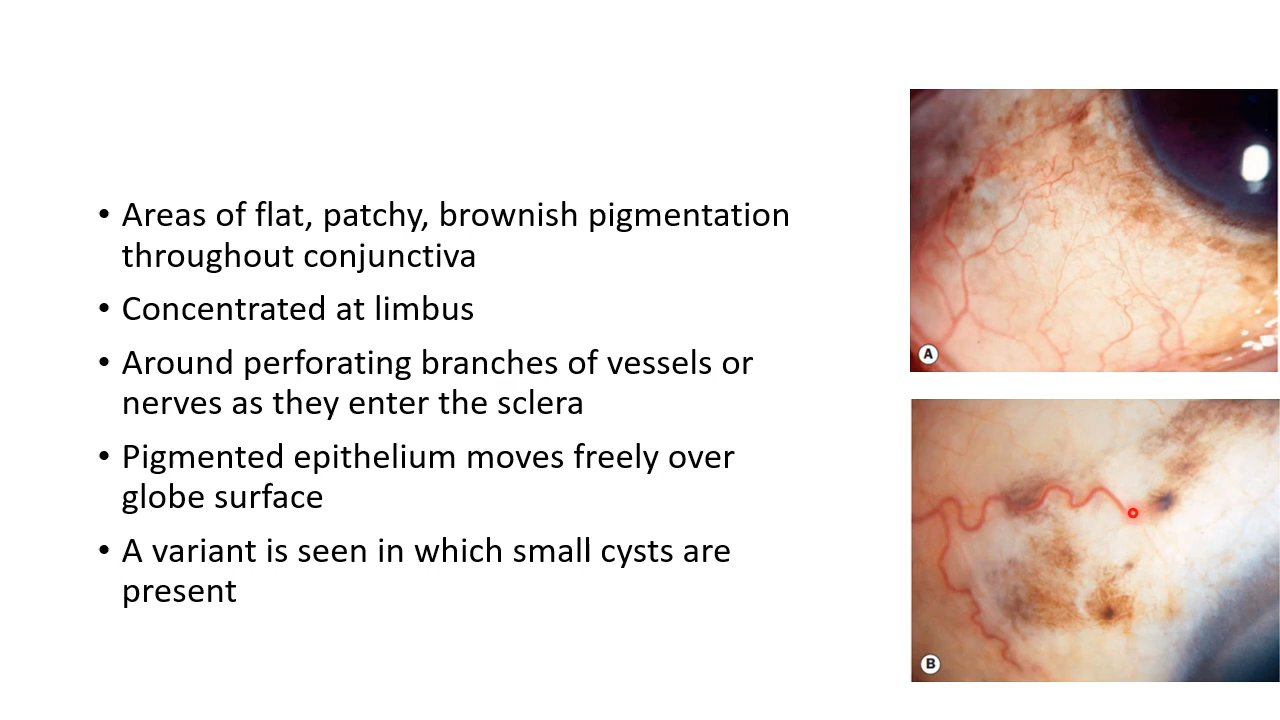 • Areas of flat, patchy, brownish pigmentation
throughout conjunctiva
• Concentrated at limbus
• Around perforating branches of vessels or
nerves as they enter the sclera
• Pigmented epithelium moves freely over
globe surface
• A variant is seen in which small cysts are
present
A
B